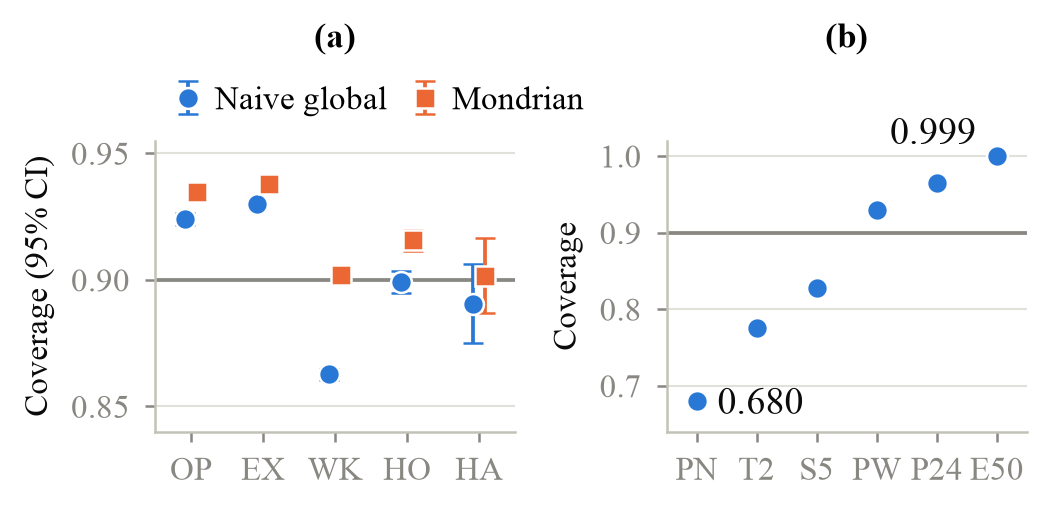 (a)
Naive global
Mondrian
Coverage (95% CI)
0.95
0.90
0.85
OP EX WK HO HA
(b)
Coverage
1.0
0.9
0.8
0.7
0.999
0.680
PN T2 S5 PW P24 E50